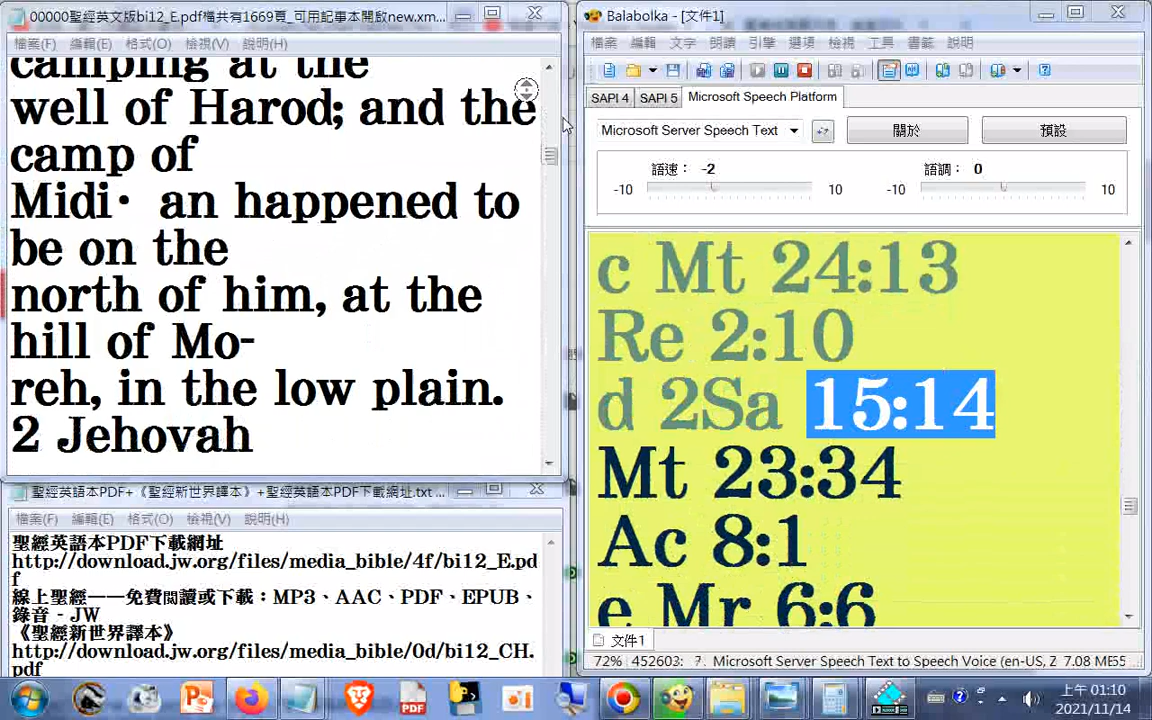 00000聖經英文版bi12_E.pdf檔共有1669頁_可用記事本開啟new.xm...
檔案(F) 編輯(E) 格式(O) 檢視(V) 說明(H)
camping at the
well of Harod; and the
camp of
Midi· an happened to
be on the
north of him, at the
hill of Mo-
reh, in the low plain.
2 Jehovah
聖經英語本PDF+《聖經新世界譯本》+聖經英語本PDF下載網址.txt ...
檔案(F) 編輯(E) 格式(O) 檢視(V) 說明(H)
聖經英語本PDF下載網址
http://download.jw.org/files/media_bible/4f/bi12_E.pd
f
線上聖經——免費閱讀或下載：MP3、AAC、PDF、EPUB、
錄音 - JW
《聖經新世界譯本》
http://download.jw.org/files/media_bible/0d/bi12_CH.
pdf
Balabolka - [文件1]
檔案 編輯 文字 朗讀 引擎 選項 檢視 工具 書籤 說明
SAPI 4 SAPI 5 Microsoft Speech Platform
Microsoft Server Speech Text 關於 預設
語速： -2 語調： 0
-10 10 -10 10
c Mt 24:13
Re 2:10
d 2Sa 15:14
Mt 23:34
Ac 8:1
e Mr 6:6
文件1
72% 452603: ?. Microsoft Server Speech Text to Speech Voice (en-US, Z 7.08 ME55
上午 01:10
2021/11/14